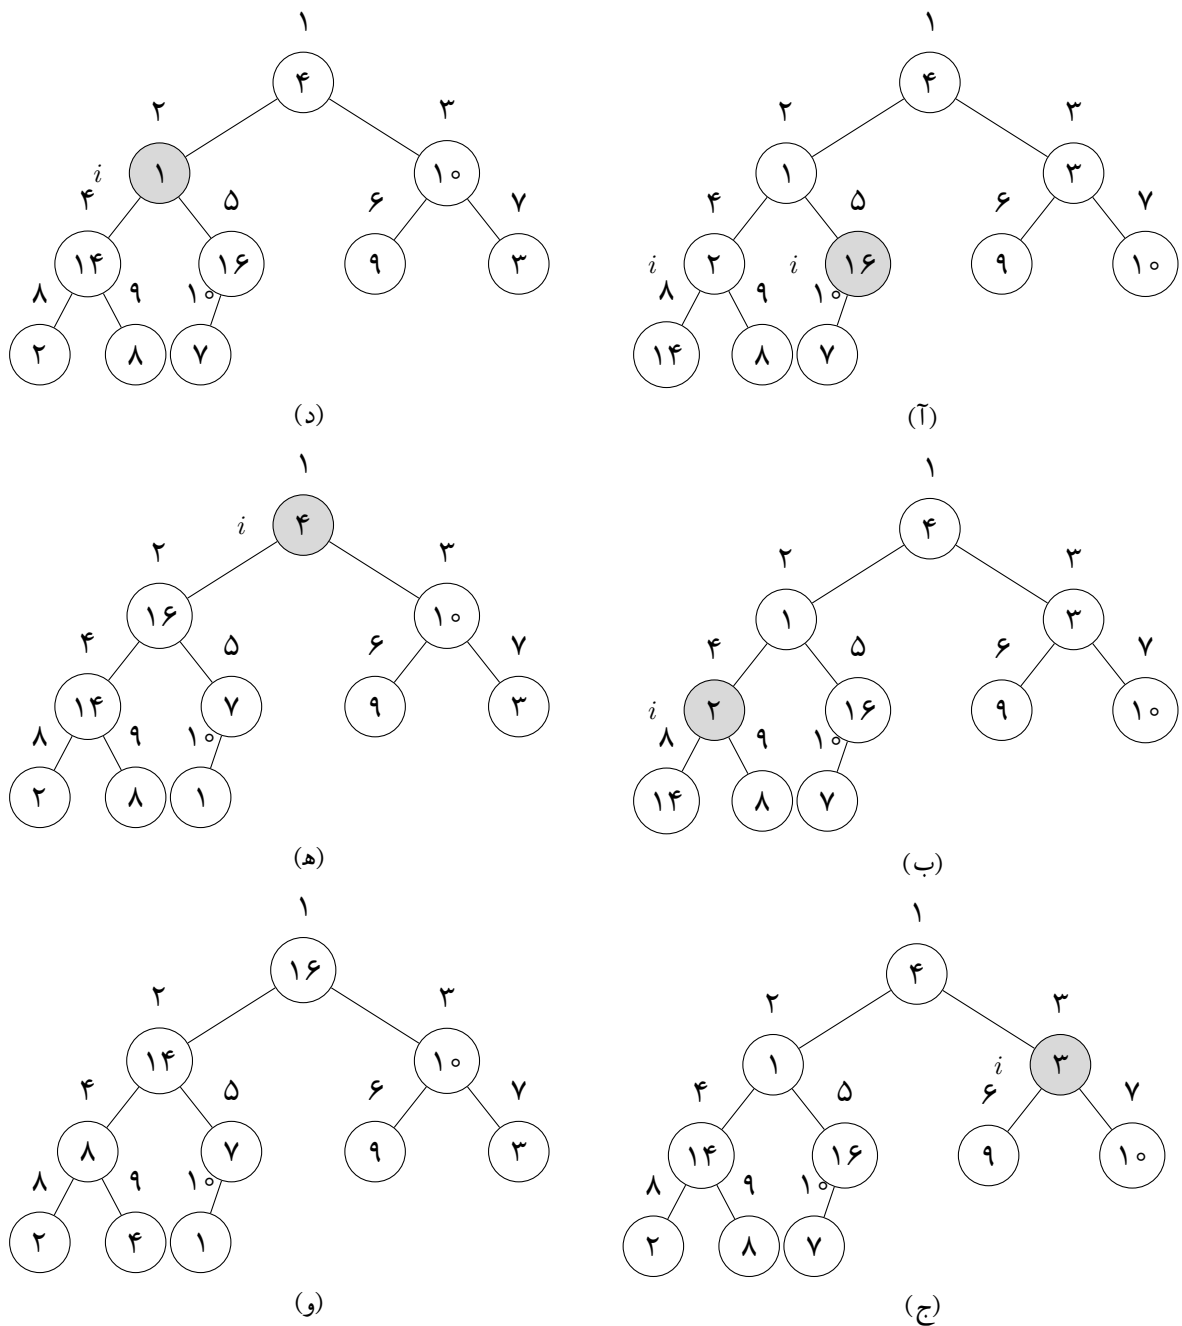 ۱
۴
۲ ۳
۱ ۳
۴ ۵ ۶ ۷
i ۲ i ۱۶ ۹ ۱۰
۸ ۹ ۱۰
۱۴ ۸ ۷
(آ)
۱
۴
۲ ۳
۱ ۳
۴ ۵ ۶ ۷
i ۲ ۱۶ ۹ ۱۰
۸ ۹ ۱۰
۱۴ ۸ ۷
(ب)
۱
۴
۲ ۳
۱ i ۳
۴ ۵ ۶ ۷
۱۴ ۱۶ ۹ ۱۰
۸ ۹ ۱۰
۲ ۸ ۷
(ج)
۱
۴
۲ ۳
i ۱ ۱۰
۴ ۵ ۶ ۷
۱۴ ۱۶ ۹ ۳
۸ ۹ ۱۰
۲ ۸ ۷
(د)
۱
i ۴
۲ ۳
۱۶ ۱۰
۴ ۵ ۶ ۷
۱۴ ۷ ۹ ۳
۸ ۹ ۱۰
۲ ۸ ۱
(ه)
۱
۱۶
۲ ۳
۱۴ ۱۰
۴ ۵ ۶ ۷
۸ ۷ ۹ ۳
۸ ۹ ۱۰
۲ ۴ ۱
(و)